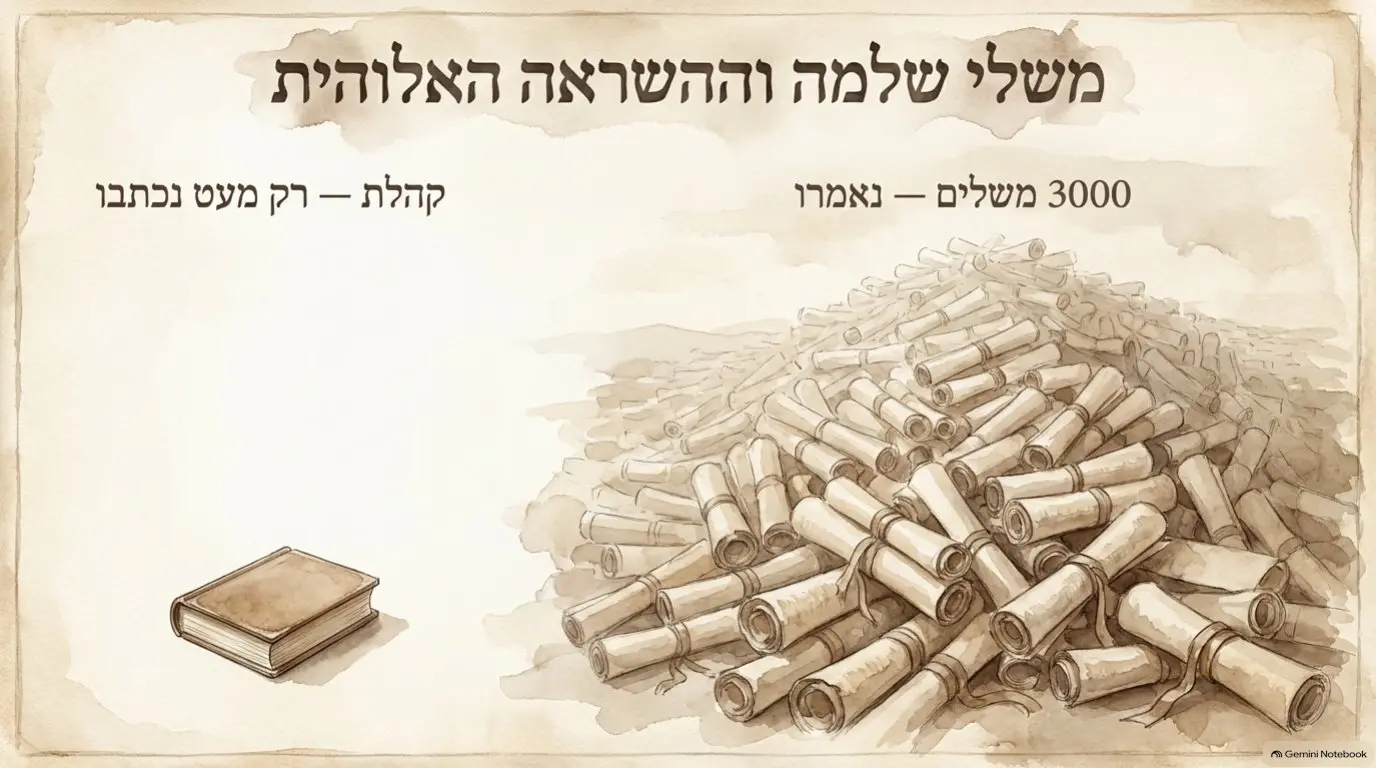 משלי שלמה וההשראה האלוהית
3000 משלים — נאמרו
קהלת — רק מעט נכתבו
Gemini Notebook